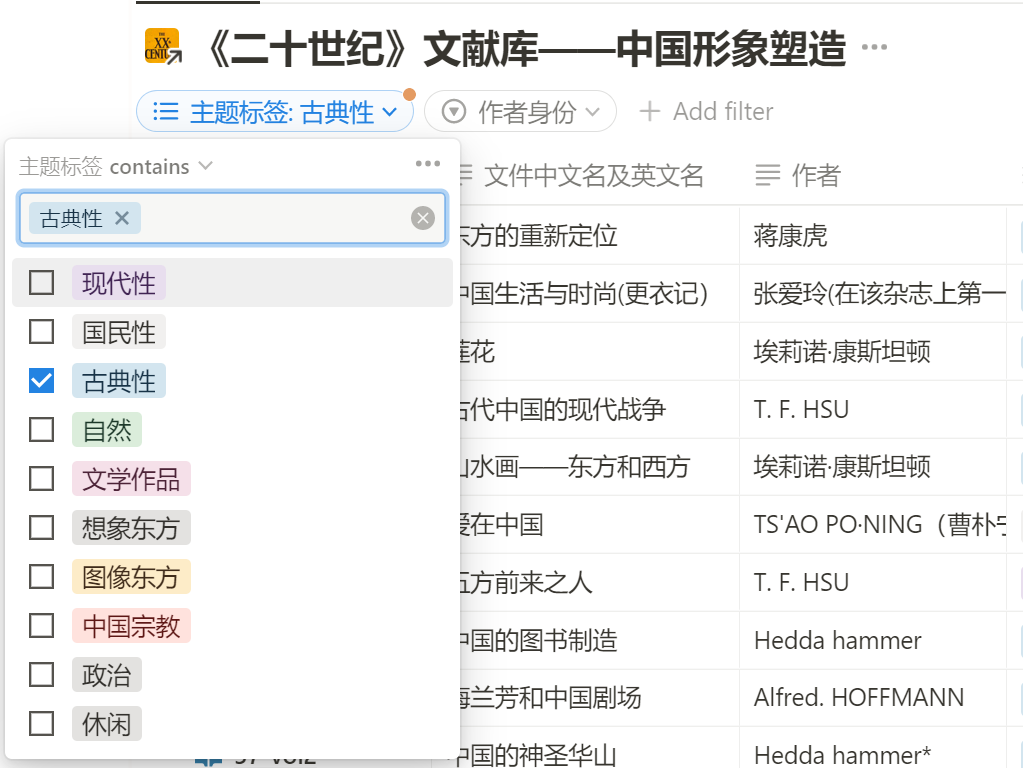 THE XX CENTU
《二十世纪》文献库——中国形象塑造
主题标签: 古典性
作者身份
Add filter
主题标签 contains
文件中文名及英文名
作者
古典性
现代性
国民性
古典性
自然
文学作品
想象东方
图像东方
中国宗教
政治
休闲
东方的重新定位 蒋康虎
中国生活与时尚(更衣记） 张爱玲(在该杂志上第一
莲花 埃莉诺·康斯坦顿
古代中国的现代战争 T. F. HSU
山水画——东方和西方 埃莉诺·康斯坦顿
爱在中国 TS'AO PO·NING（曹朴宁
五方前来之人 T. F. HSU
中国的图书制造 Hedda hammer
梅兰芳和中国剧场 Alfred. HOFFMANN
中国的神圣华山 Hedda hammer*